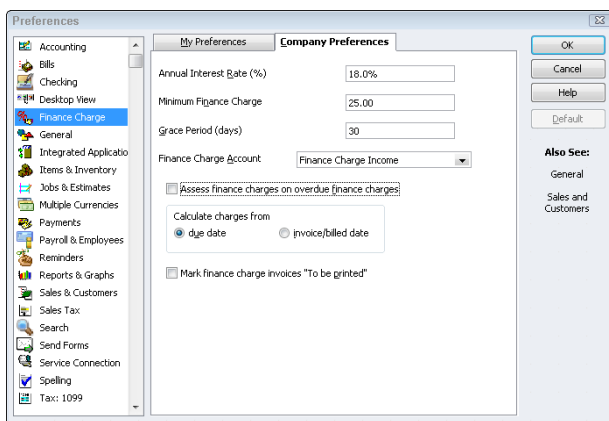 Preferences
Accounting
Bills
Checking
Desktop View
Finance Charge
General
Integrated Applicatio
Items & Inventory
Jobs & Estimates
Multiple Currencies
Payments
Payroll & Employees
Reminders
Reports & Graphs
Sales & Customers
Sales Tax
Search
Send Forms
Service Connection
Spelling
Tax: 1099
My Preferences
Company Preferences
Annual Interest Rate (%)
18.0%
Minimum Finance Charge
25.00
Grace Period (days)
30
Finance Charge Account
Finance Charge Income
Assess finance charges on overdue finance charges
Calculate charges from
due date
invoice/billed date
Mark finance charge invoices "To be printed"
OK
Cancel
Help
Default
Also See:
General
Sales and
Customers